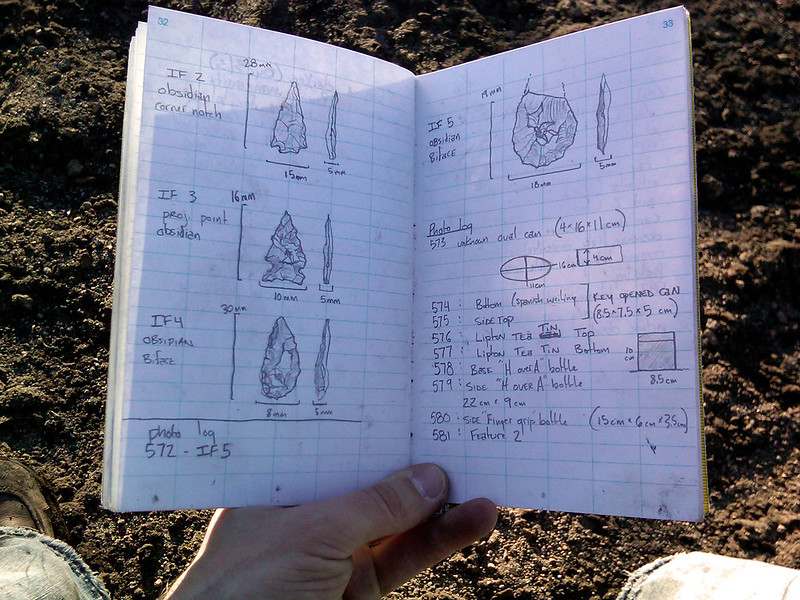 32
28mm
IF 2
obsidian
corner notch
15mm
5mm
16mm
IF 3
proj point
obsidian
10mm
5mm
30mm
IF4
OBSIDIAN
Biface
8mm
5mm
photo log
572 - IF5
33
19mm
IF 5
OBSIDIAN
Biface
18mm
5mm
Photo log
573 unknown oval can (4×16×11cm)
16cm
4cm
11cm
574: Bottom (spanish writing
575: SIDE TOP
KEY OPENED CAN
(8.5×7.5×5 cm)
576: Lipton TEA TIN Top
577: Lipton TEA TIN Bottom
578: Base "H over A" bottle
579: SIDE "H OVER A" bottle
22cm × 9cm
10 cm
8.5cm
580: SIDE "Finger grip" bottle (15cm × 6cm × 3.5cm)
581: Feature 2